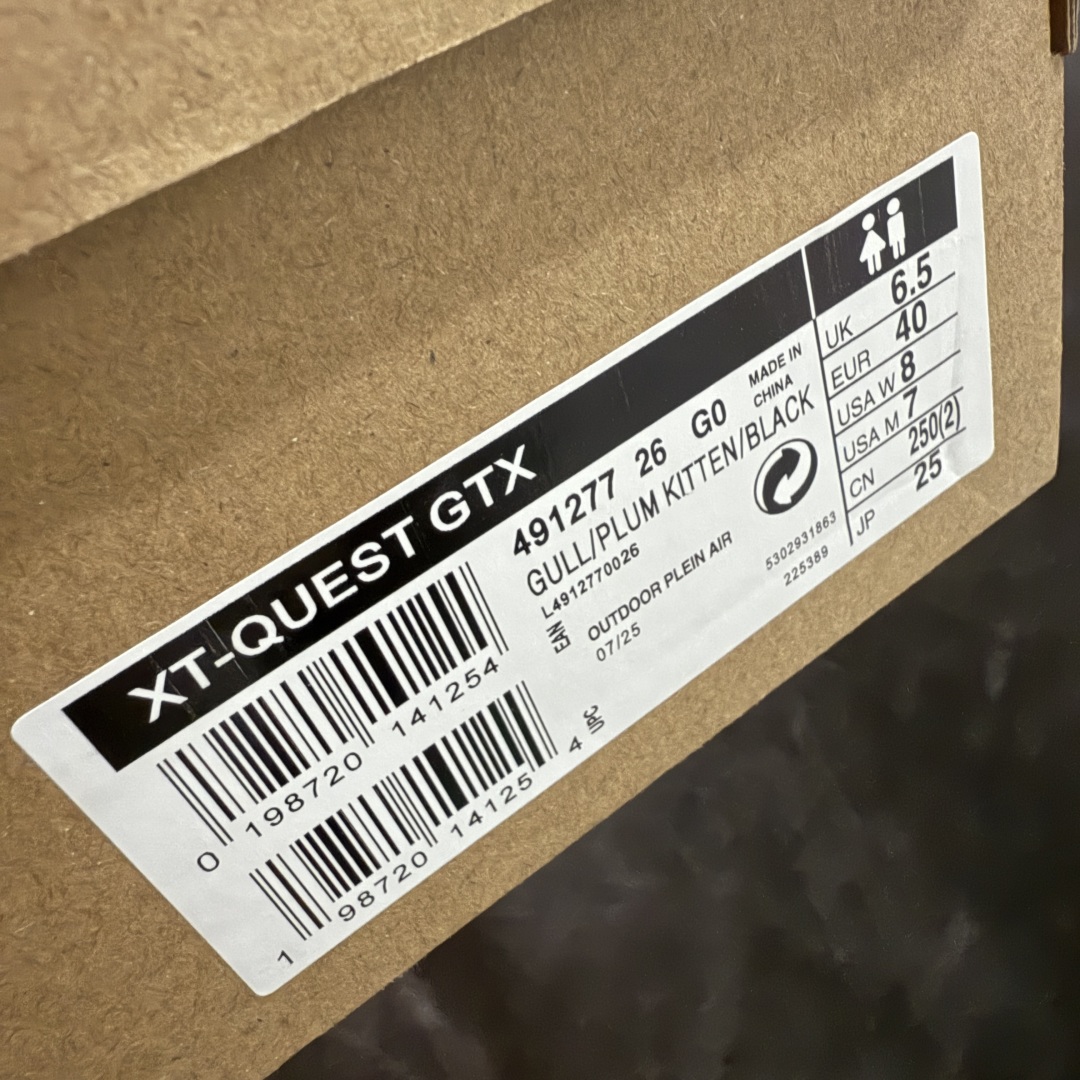 XT-QUEST GTX
491277 26 G0
MADE IN
CHINA
GULL/PLUM KITTEN/BLACK
L4912770026
EAN
OUTDOOR PLEIN AIR
07/25
5302931863
225389
0 198720 141254
1 98720 14125 4
UPC
UK 6.5
EUR 40
USA W 8
USA M 7
CN 250(2)
JP 25